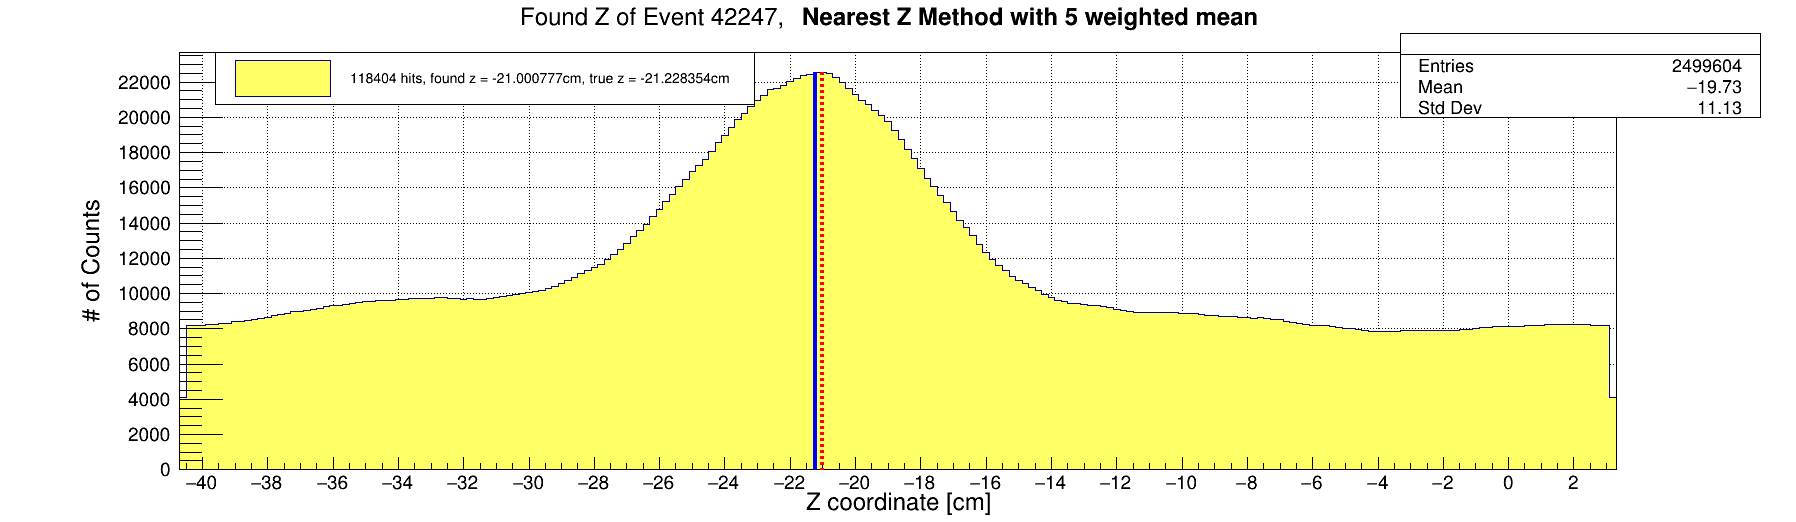 Found Z of Event 42247, Nearest Z Method with 5 weighted mean
118404 hits, found z = -21.000777cm, true z = -21.228354cm
Entries 2499604
Mean −19.73
Std Dev 11.13
# of Counts
22000
20000
18000
16000
14000
12000
10000
8000
6000
4000
2000
0
−40 −38 −36 −34 −32 −30 −28 −26 −24 −22 −20 −18 −16 −14 −12 −10 −8 −6 −4 −2 0 2
Z coordinate [cm]